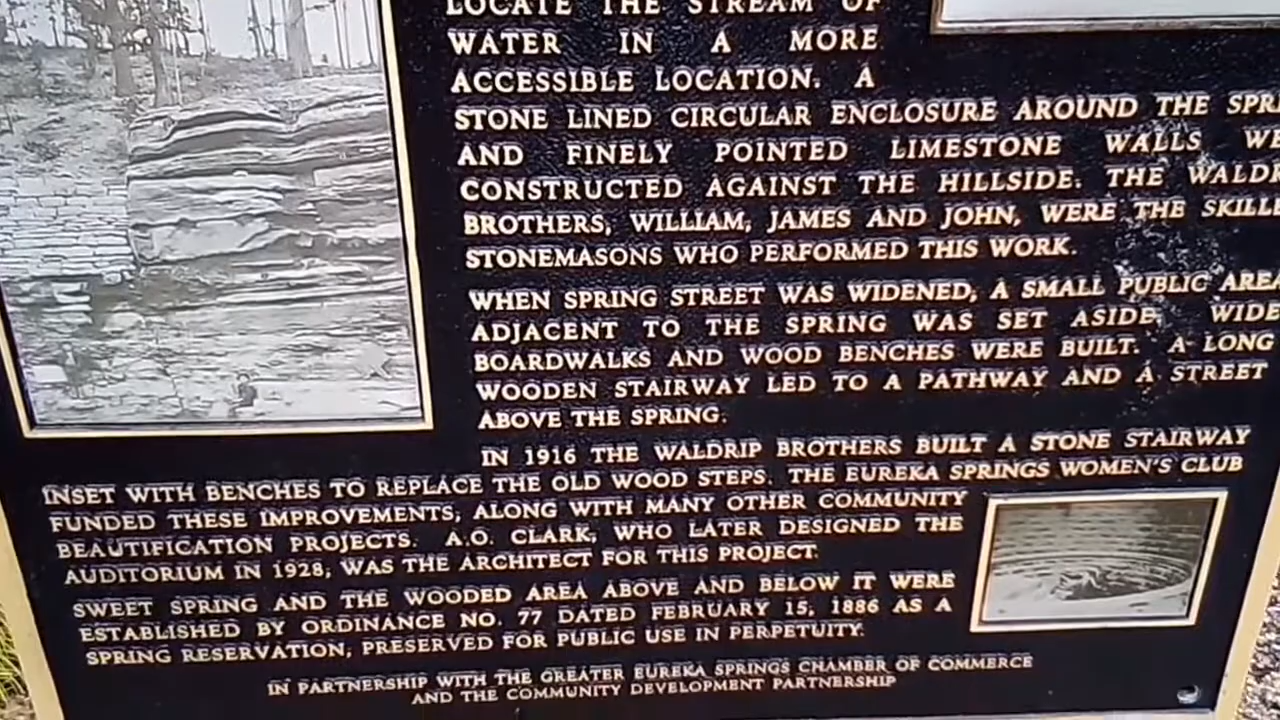 LOCATE THE STREAM OF
WATER IN A MORE
ACCESSIBLE LOCATION. A
STONE LINED CIRCULAR ENCLOSURE AROUND THE SPRI
AND FINELY POINTED LIMESTONE WALLS WE
CONSTRUCTED AGAINST THE HILLSIDE. THE WALDR
BROTHERS, WILLIAM, JAMES AND JOHN, WERE THE SKILLE
STONEMASONS WHO PERFORMED THIS WORK.
WHEN SPRING STREET WAS WIDENED, A SMALL PUBLIC AREA
ADJACENT TO THE SPRING WAS SET ASIDE. WIDE
BOARDWALKS AND WOOD BENCHES WERE BUILT. A LONG
WOODEN STAIRWAY LED TO A PATHWAY AND A STREET
ABOVE THE SPRING.
IN 1916 THE WALDRIP BROTHERS BUILT A STONE STAIRWAY
INSET WITH BENCHES TO REPLACE THE OLD WOOD STEPS. THE EUREKA SPRINGS WOMEN'S CLUB
FUNDED THESE IMPROVEMENTS, ALONG WITH MANY OTHER COMMUNITY
BEAUTIFICATION PROJECTS. A.O. CLARK, WHO LATER DESIGNED THE
AUDITORIUM IN 1928, WAS THE ARCHITECT FOR THIS PROJECT.
SWEET SPRING AND THE WOODED AREA ABOVE AND BELOW IT WERE
ESTABLISHED BY ORDINANCE NO. 77 DATED FEBRUARY 15, 1886 AS A
SPRING RESERVATION, PRESERVED FOR PUBLIC USE IN PERPETUITY.
IN PARTNERSHIP WITH THE GREATER EUREKA SPRINGS CHAMBER OF COMMERCE
AND THE COMMUNITY DEVELOPMENT PARTNERSHIP